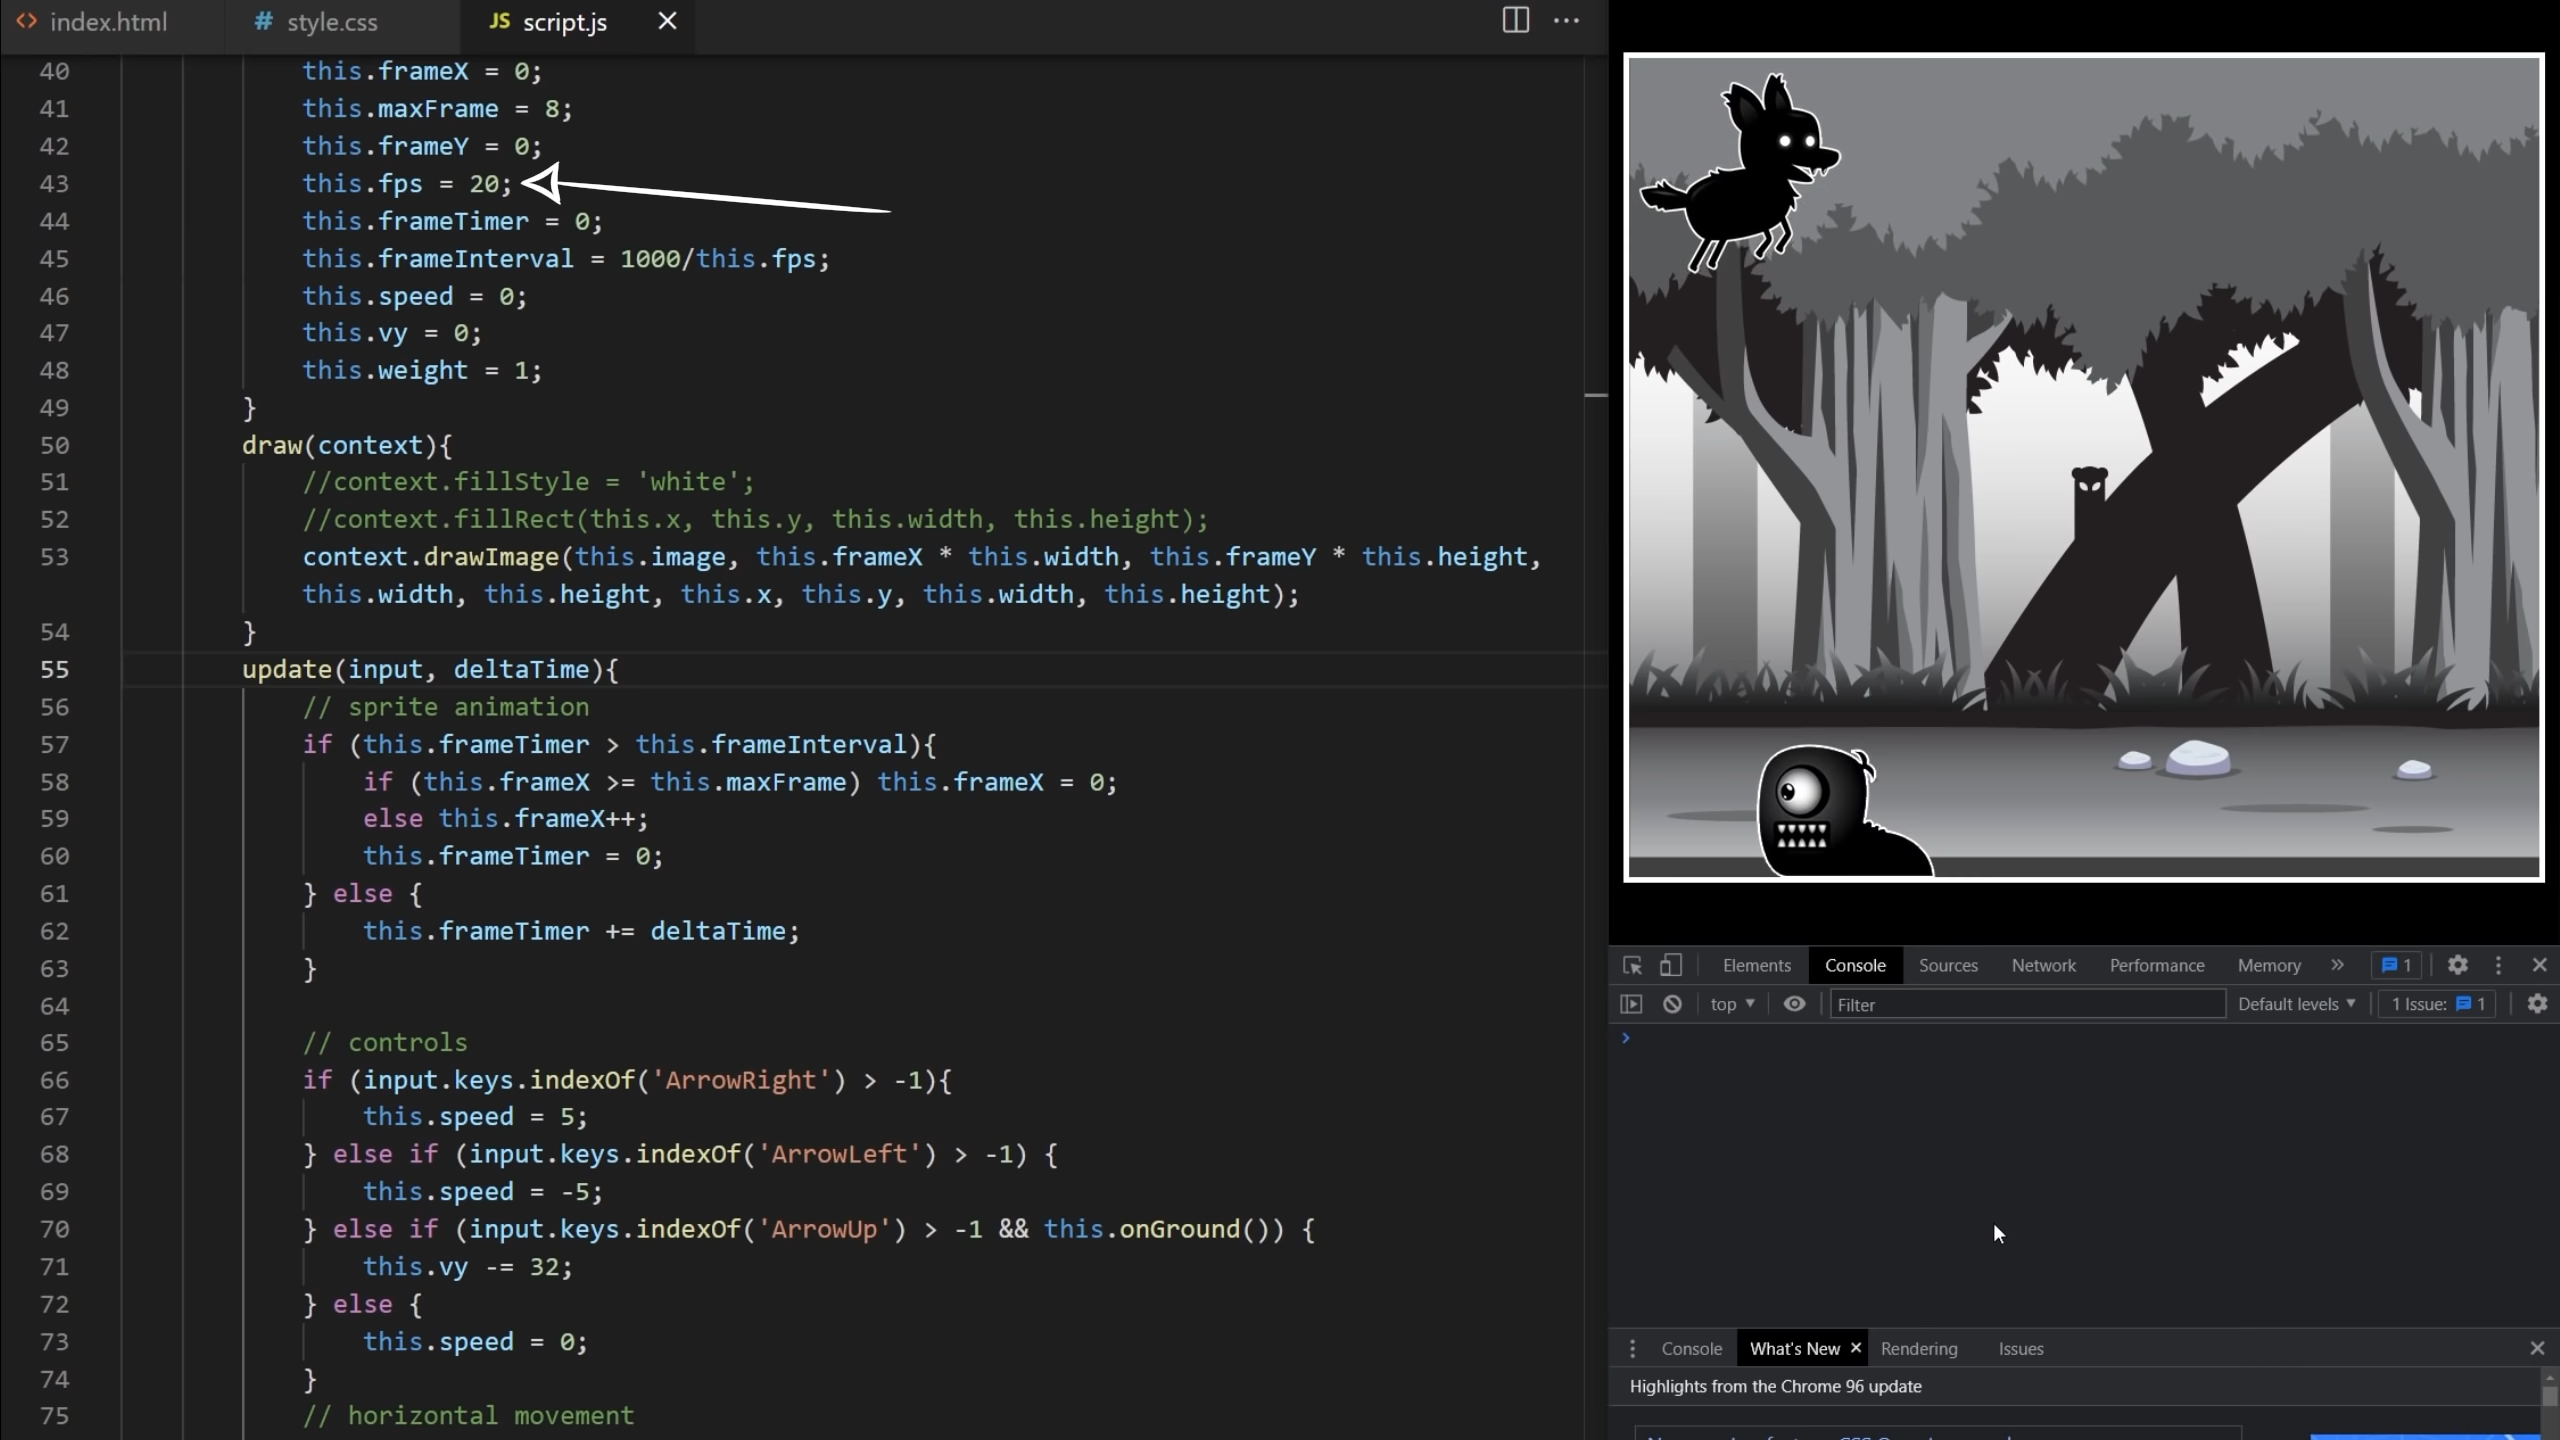 index.html
style.css
JS script.js
40 this.frameX = 0;
41 this.maxFrame = 8;
42 this.frameY = 0;
43 this.fps = 20;
44 this.frameTimer = 0;
45 this.frameInterval = 1000/this.fps;
46 this.speed = 0;
47 this.vy = 0;
48 this.weight = 1;
49 }
50 draw(context){
51 //context.fillStyle = 'white';
52 //context.fillRect(this.x, this.y, this.width, this.height);
53 context.drawImage(this.image, this.frameX * this.width, this.frameY * this.height,
this.width, this.height, this.x, this.y, this.width, this.height);
54 }
55 update(input, deltaTime){
56 // sprite animation
57 if (this.frameTimer > this.frameInterval){
58 if (this.frameX >= this.maxFrame) this.frameX = 0;
59 else this.frameX++;
60 this.frameTimer = 0;
61 } else {
62 this.frameTimer += deltaTime;
63 }
64
65 // controls
66 if (input.keys.indexOf('ArrowRight') > -1){
67 this.speed = 5;
68 } else if (input.keys.indexOf('ArrowLeft') > -1) {
69 this.speed = -5;
70 } else if (input.keys.indexOf('ArrowUp') > -1 && this.onGround()) {
71 this.vy -= 32;
72 } else {
73 this.speed = 0;
74 }
75 // horizontal movement
Elements Console Sources Network Performance Memory » 1
top Filter Default levels 1 Issue: 1
Console What's New Rendering Issues
Highlights from the Chrome 96 update